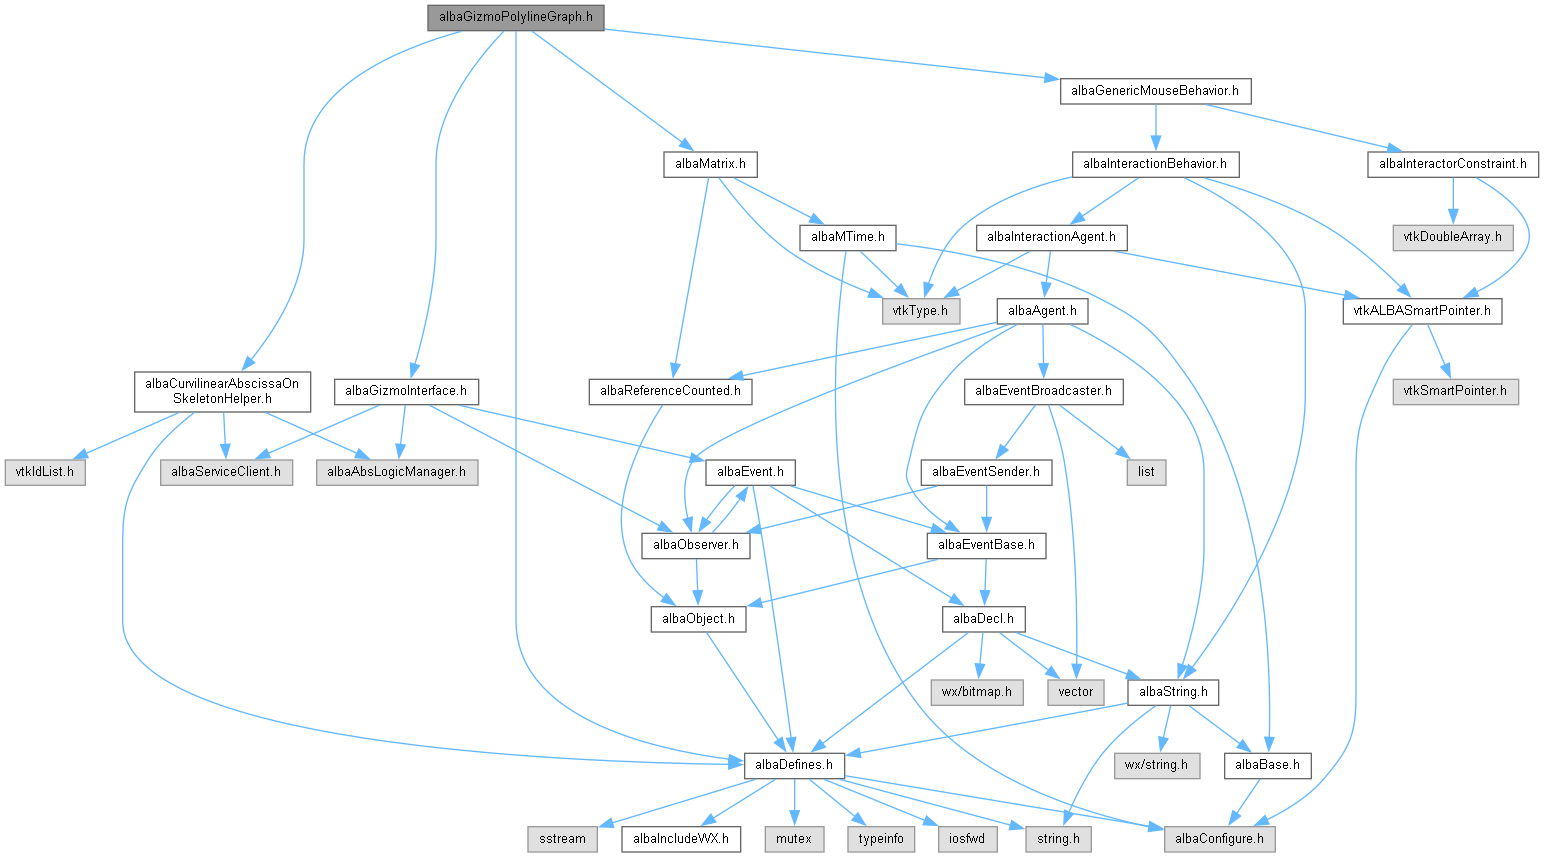 albaGizmoPolylineGraph.h
albaGenericMouseBehavior.h
albaMatrix.h
albaInteractionBehavior.h
albaInteractorConstraint.h
albaMTime.h
albaInteractionAgent.h
vtkDoubleArray.h
vtkType.h
albaAgent.h
vtkALBASmartPointer.h
albaCurvilinearAbscissaOn
SkeletonHelper.h
albaGizmoInterface.h
albaReferenceCounted.h
albaEventBroadcaster.h
vtkSmartPointer.h
vtkIdList.h
albaServiceClient.h
albaAbsLogicManager.h
albaEvent.h
albaEventSender.h
list
albaObserver.h
albaEventBase.h
albaObject.h
albaDecl.h
wx/bitmap.h
vector
albaString.h
albaDefines.h
wx/string.h
albaBase.h
sstream
albaIncludeWX.h
mutex
typeinfo
iosfwd
string.h
albaConfigure.h